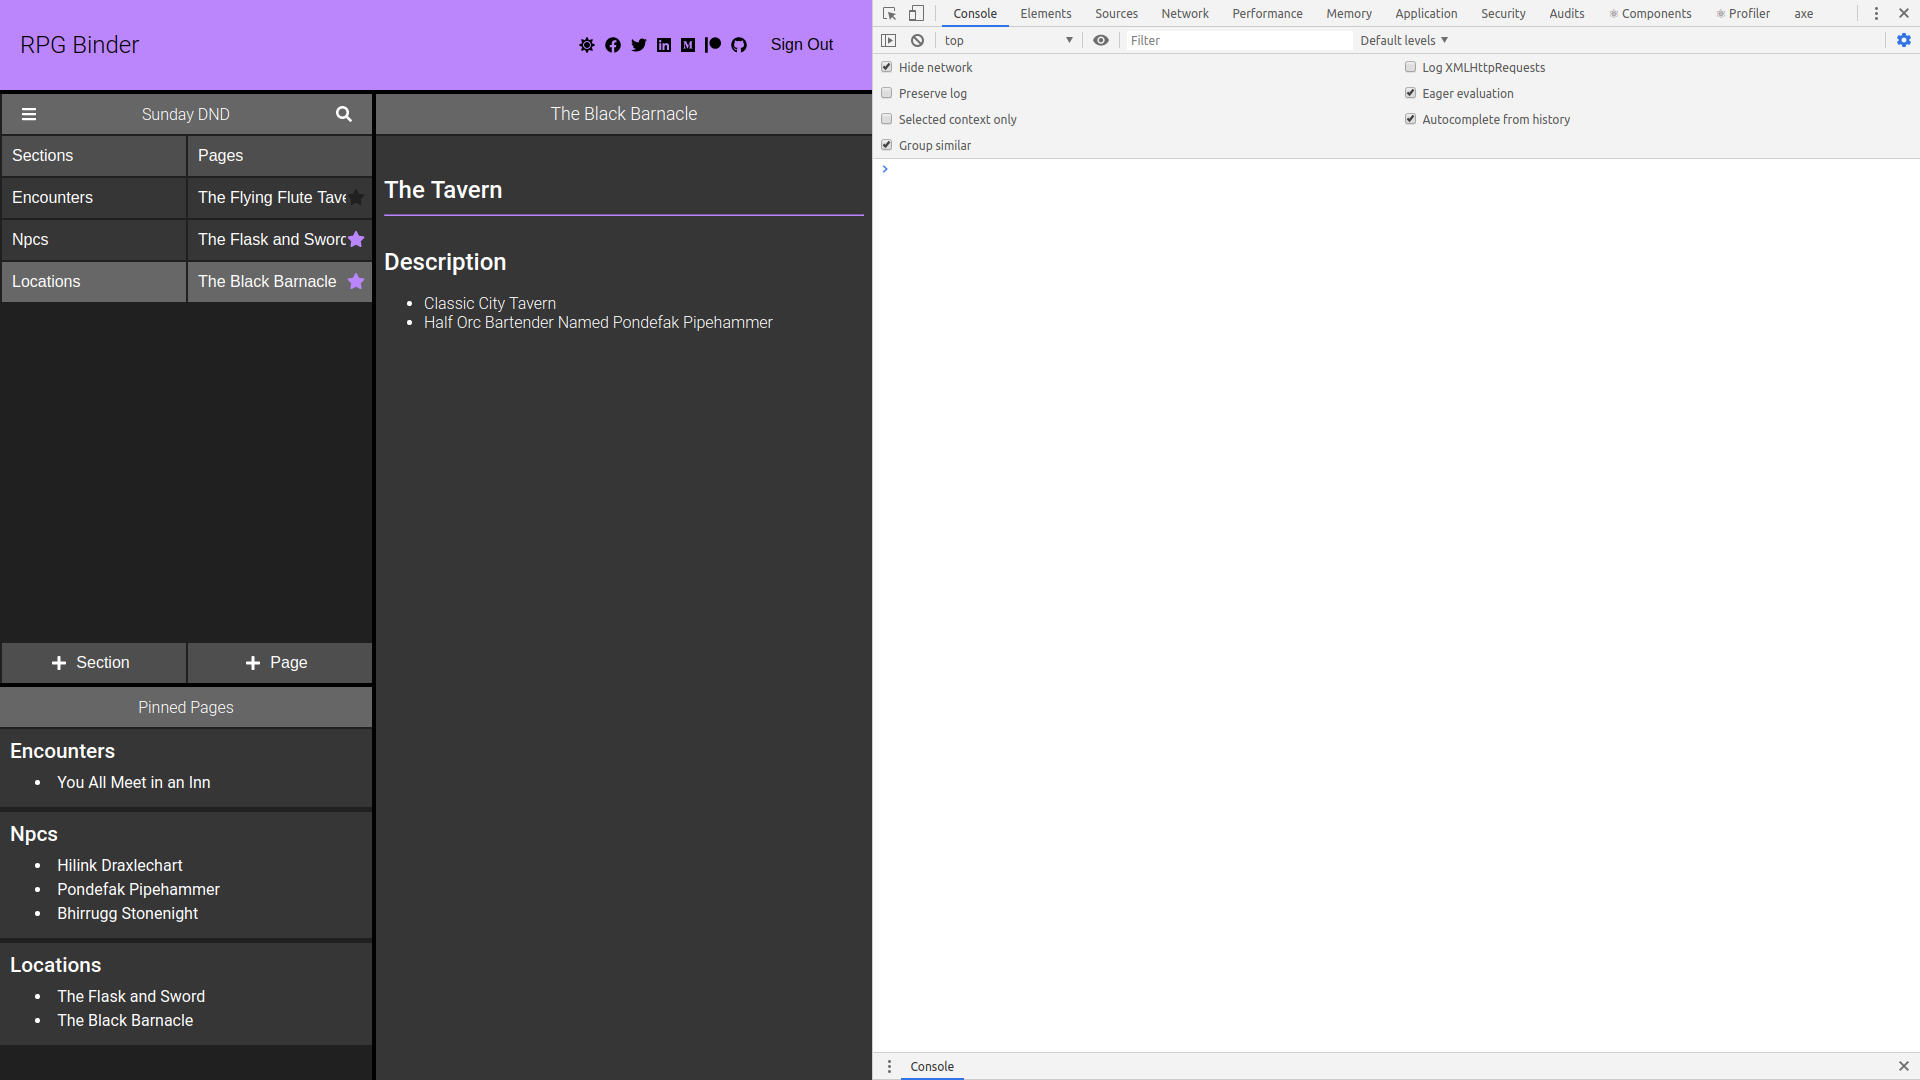 RPG Binder
Sign Out
Sunday DND
Sections
Pages
Encounters
The Flying Flute Tave
Npcs
The Flask and Sword
Locations
The Black Barnacle
Section
Page
Pinned Pages
Encounters
You All Meet in an Inn
Npcs
Hilink Draxlechart
Pondefak Pipehammer
Bhirrugg Stonenight
Locations
The Flask and Sword
The Black Barnacle
The Black Barnacle
The Tavern
Description
Classic City Tavern
Half Orc Bartender Named Pondefak Pipehammer
Console Elements Sources Network Performance Memory Application Security Audits Components Profiler axe
top
Filter
Default levels
Hide network
Log XMLHttpRequests
Preserve log
Eager evaluation
Selected context only
Autocomplete from history
Group similar
Console